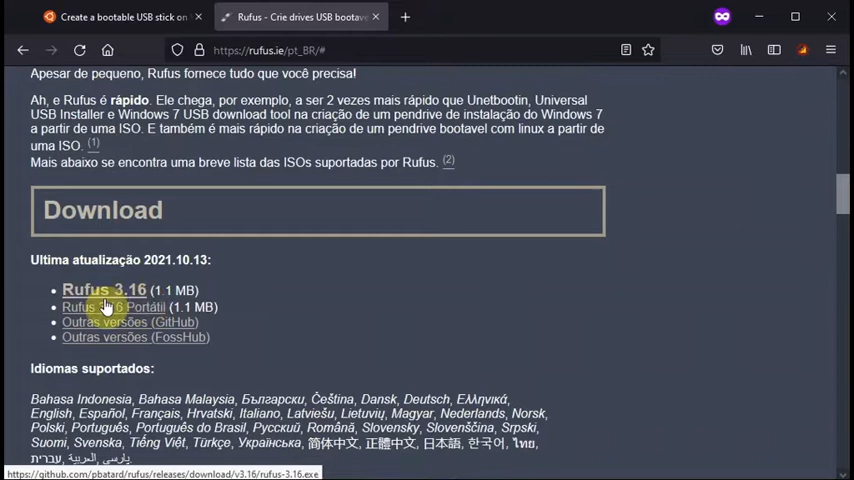 Create a bootable USB stick on
Rufus - Crie drives USB bootave
https://rufus.ie/pt_BR/#
Apesar de pequeno, Rufus fornece tudo que você precisa!
Ah, e Rufus é rápido. Ele chega, por exemplo, a ser 2 vezes mais rápido que Unetbootin, Universal
USB Installer e Windows 7 USB download tool na criação de um pendrive de instalação do Windows 7
a partir de uma ISO. E também é mais rápido na criação de um pendrive bootavel com linux a partir de
uma ISO. (1)
Mais abaixo se encontra uma breve lista das ISOs suportadas por Rufus. (2)
Download
Ultima atualização 2021.10.13:
Rufus 3.16 (1.1 MB)
Rufus 3.16 Portátil (1.1 MB)
Outras versões (GitHub)
Outras versões (FossHub)
Idiomas suportados:
Bahasa Indonesia, Bahasa Malaysia, Български, Čeština, Dansk, Deutsch, Ελληνικά,
English, Español, Français, Hrvatski, Italiano, Latviešu, Lietuvių, Magyar, Nederlands, Norsk,
Polski, Português, Português do Brasil, Русский, Română, Slovensky, Slovenščina, Srpski,
Suomi, Svenska, Tiếng Việt, Türkçe, Українська, 简体中文, 正體中文, 日本語, 한국어, ไทย,
עברית, العربية, پارسی,
https://github.com/pbatard/rufus/releases/download/v3.16/rufus-3.16.exe